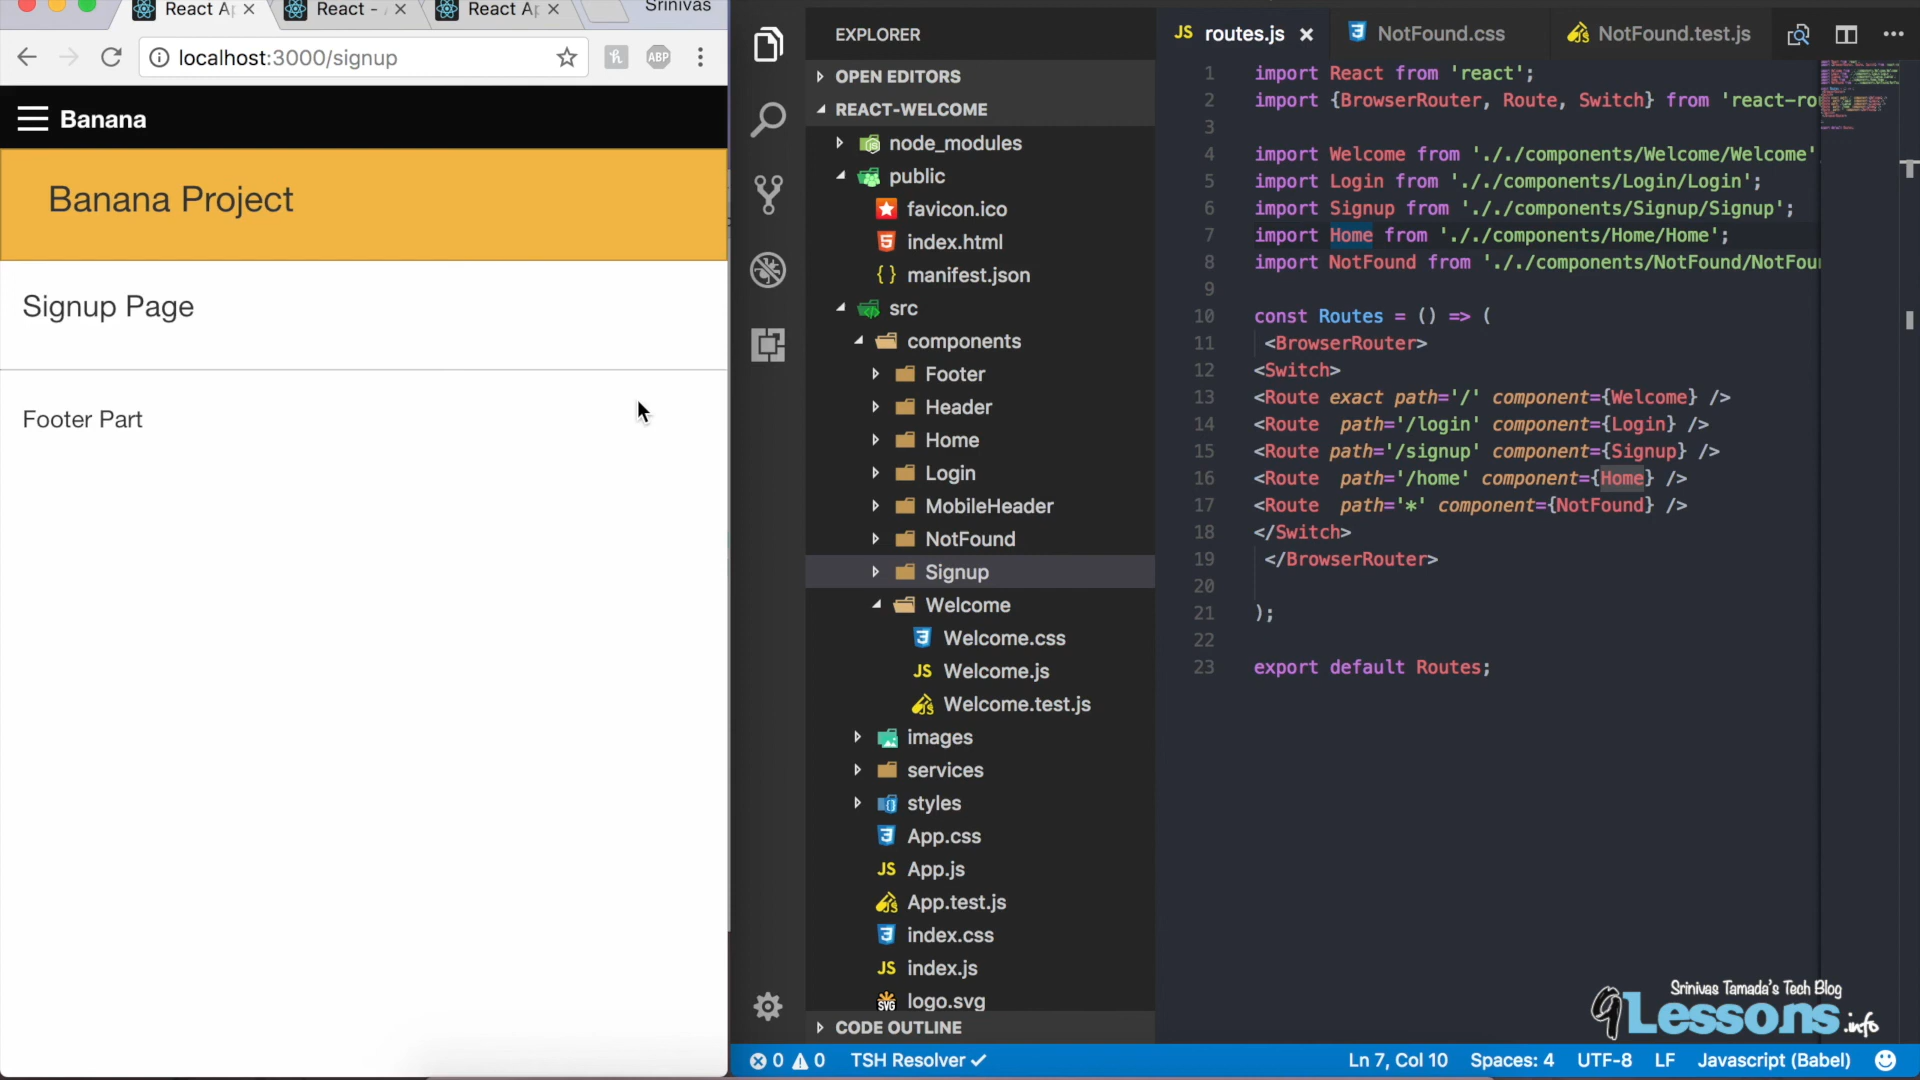 React Ap
React - A
React Ap
Srinivas
localhost:3000/signup
ABP
Banana
Banana Project
Signup Page
Footer Part
EXPLORER
OPEN EDITORS
REACT-WELCOME
node_modules
public
favicon.ico
index.html
manifest.json
src
components
Footer
Header
Home
Login
MobileHeader
NotFound
Signup
Welcome
Welcome.css
Welcome.js
Welcome.test.js
images
services
styles
App.css
App.js
App.test.js
index.css
index.js
logo.svg
CODE OUTLINE
JS routes.js
NotFound.css
NotFound.test.js
1 import React from 'react';
2 import {BrowserRouter, Route, Switch} from 'react-rou
3
4 import Welcome from '././components/Welcome/Welcome'
5 import Login from '././components/Login/Login';
6 import Signup from '././components/Signup/Signup';
7 import Home from '././components/Home/Home';
8 import NotFound from '././components/NotFound/NotFoun
9
10 const Routes = () => (
11 <BrowserRouter>
12 <Switch>
13 <Route exact path='/' component={Welcome} />
14 <Route  path='/login' component={Login} />
15 <Route path='/signup' component={Signup} />
16 <Route  path='/home' component={Home} />
17 <Route  path='*' component={NotFound} />
18 </Switch>
19 </BrowserRouter>
20
21 );
22
23 export default Routes;
Srinivas Tamada's Tech Blog
9Lessons.info
0 0 TSH Resolver
Ln 7, Col 10 Spaces: 4 UTF-8 LF Javascript (Babel)